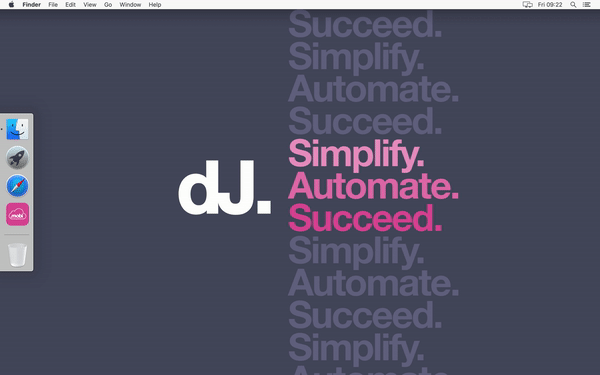 Finder File Edit View Go Window Help Fri 09:22
Succeed.
Simplify.
Automate.
Succeed.
dJ.
Simplify.
Automate.
Succeed.
Simplify.
Automate.
Succeed.
Simplify.
Automate.
mobi